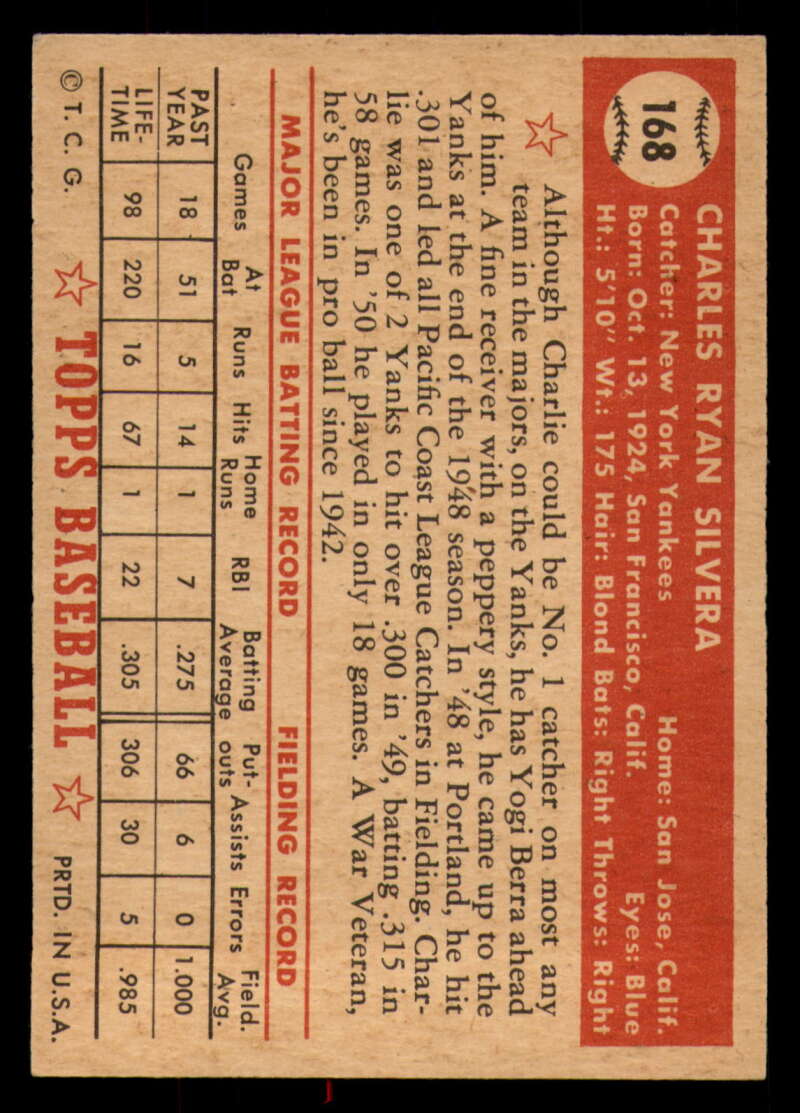 168
CHARLES RYAN SILVERA
Catcher: New York Yankees Home: San Jose, Calif.
Born: Oct. 13, 1924, San Francisco, Calif. Eyes: Blue
Ht.: 5'10" Wt.: 175 Hair: Blond Bats: Right Throws: Right
Although Charlie could be No. 1 catcher on most any
team in the majors, on the Yanks, he has Yogi Berra ahead
of him. A fine receiver with a peppery style, he came up to the
Yanks at the end of the 1948 season. In '48 at Portland, he hit
.301 and led all Pacific Coast League Catchers in Fielding. Char-
lie was one of 2 Yanks to hit over .300 in '49, batting .315 in
58 games. In '50 he played in only 18 games. A War Veteran,
he's been in pro ball since 1942.
MAJOR LEAGUE BATTING RECORD FIELDING RECORD
Games At Bat Runs Hits Home Runs RBI Batting Average Put-outs Assists Errors Field. Avg.
PAST YEAR 18 51 5 14 1 7 .275 66 6 0 1.000
LIFE-TIME 98 220 16 67 1 22 .305 306 30 5 .985
© T. C. G. TOPPS BASEBALL PRTD. IN U.S.A.